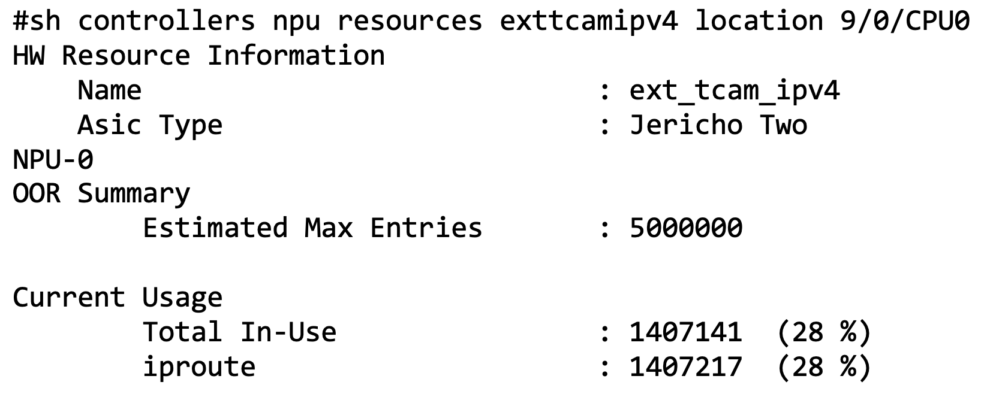 #sh controllers npu resources exttcamipv4 location 9/0/CPU0
HW Resource Information
    Name                            : ext_tcam_ipv4
    Asic Type                       : Jericho Two
NPU-0
OOR Summary
        Estimated Max Entries       : 5000000

Current Usage
        Total In-Use                : 1407141  (28 %)
        iproute                     : 1407217  (28 %)